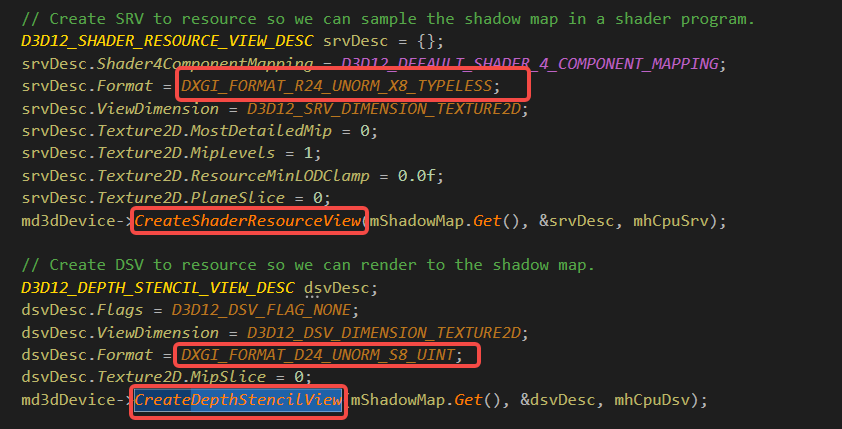 // Create SRV to resource so we can sample the shadow map in a shader program.
D3D12_SHADER_RESOURCE_VIEW_DESC srvDesc = {};
srvDesc.Shader4ComponentMapping = D3D12_DEFAULT_SHADER_4_COMPONENT_MAPPING;
srvDesc.Format = DXGI_FORMAT_R24_UNORM_X8_TYPELESS;
srvDesc.ViewDimension = D3D12_SRV_DIMENSION_TEXTURE2D;
srvDesc.Texture2D.MostDetailedMip = 0;
srvDesc.Texture2D.MipLevels = 1;
srvDesc.Texture2D.ResourceMinLODClamp = 0.0f;
srvDesc.Texture2D.PlaneSlice = 0;
md3dDevice->CreateShaderResourceView(mShadowMap.Get(), &srvDesc, mhCpuSrv);
// Create DSV to resource so we can render to the shadow map.
D3D12_DEPTH_STENCIL_VIEW_DESC dsvDesc;
dsvDesc.Flags = D3D12_DSV_FLAG_NONE;
dsvDesc.ViewDimension = D3D12_DSV_DIMENSION_TEXTURE2D;
dsvDesc.Format = DXGI_FORMAT_D24_UNORM_S8_UINT;
dsvDesc.Texture2D.MipSlice = 0;
md3dDevice->CreateDepthStencilView(mShadowMap.Get(), &dsvDesc, mhCpuDsv);